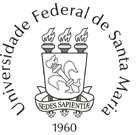 Universidade Federal de Santa Maria
SEDES SAPIENTIÆ
1960